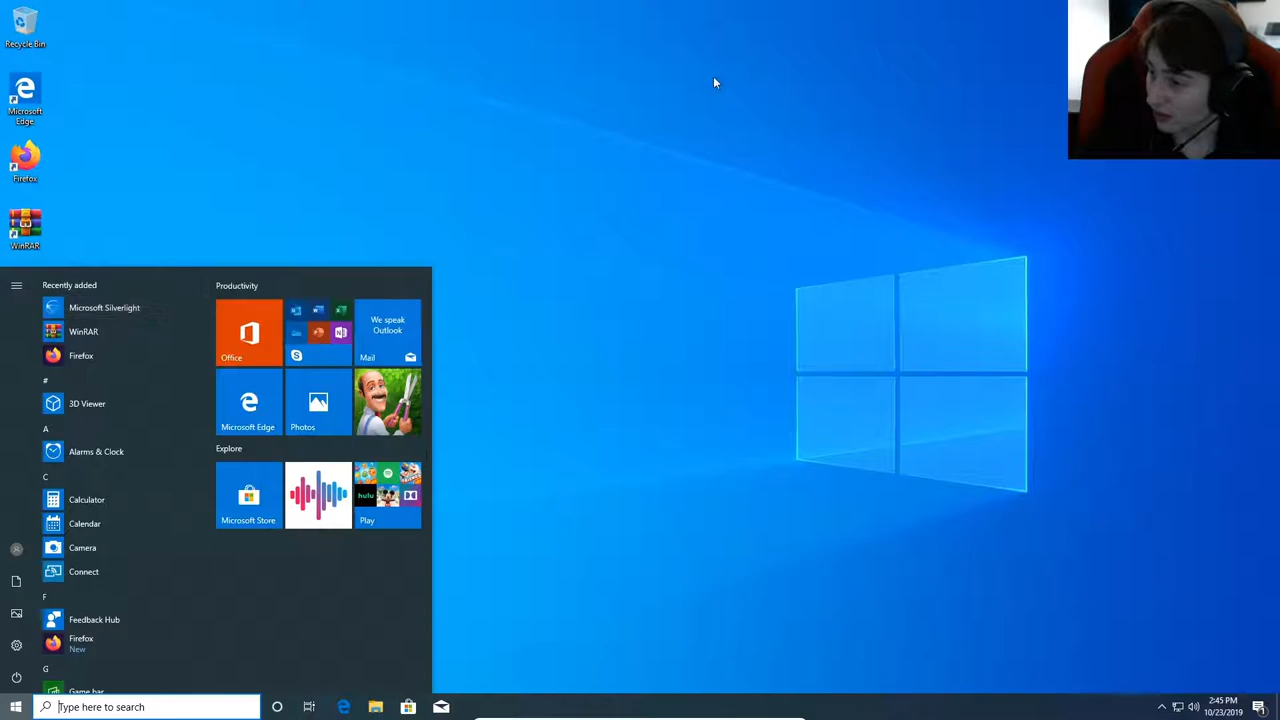 Recycle Bin
Microsoft
Edge
Firefox
WinRAR
Recently added
Microsoft Silverlight
WinRAR
Firefox
#
3D Viewer
A
Alarms & Clock
C
Calculator
Calendar
Camera
Connect
F
Feedback Hub
Firefox
New
G
Game bar
Productivity
Office
We speak
Outlook
Mail
Microsoft Edge
Photos
Explore
Microsoft Store
hulu
Play
Type here to search
2:45 PM
10/23/2019
1